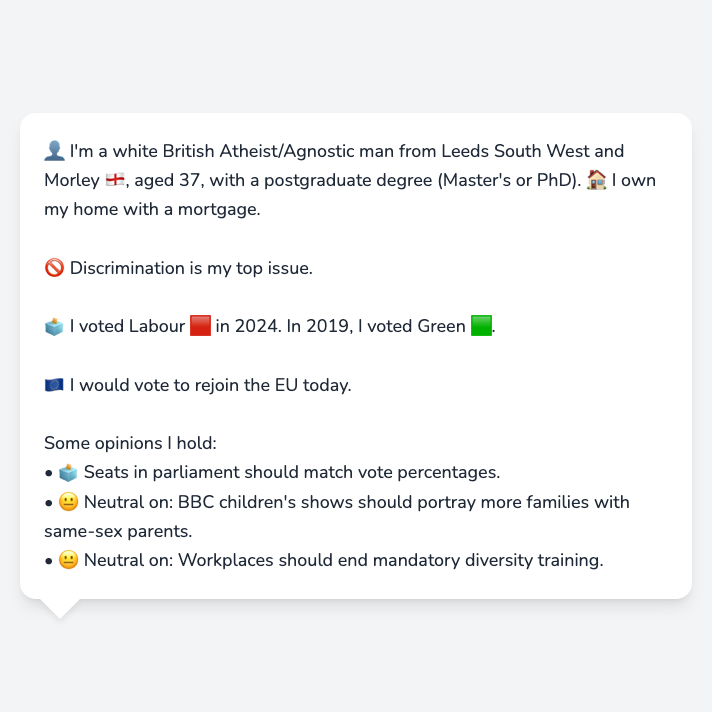 👤 I'm a white British Atheist/Agnostic man from Leeds South West and
Morley 🏴󠁧󠁢󠁥󠁮󠁧󠁿, aged 37, with a postgraduate degree (Master's or PhD). 🏠 I own
my home with a mortgage.
🚫 Discrimination is my top issue.
🗳️ I voted Labour 🟥 in 2024. In 2019, I voted Green 🟩.
🇪🇺 I would vote to rejoin the EU today.
Some opinions I hold:
• 🗳️ Seats in parliament should match vote percentages.
• 😐 Neutral on: BBC children's shows should portray more families with
same-sex parents.
• 😐 Neutral on: Workplaces should end mandatory diversity training.